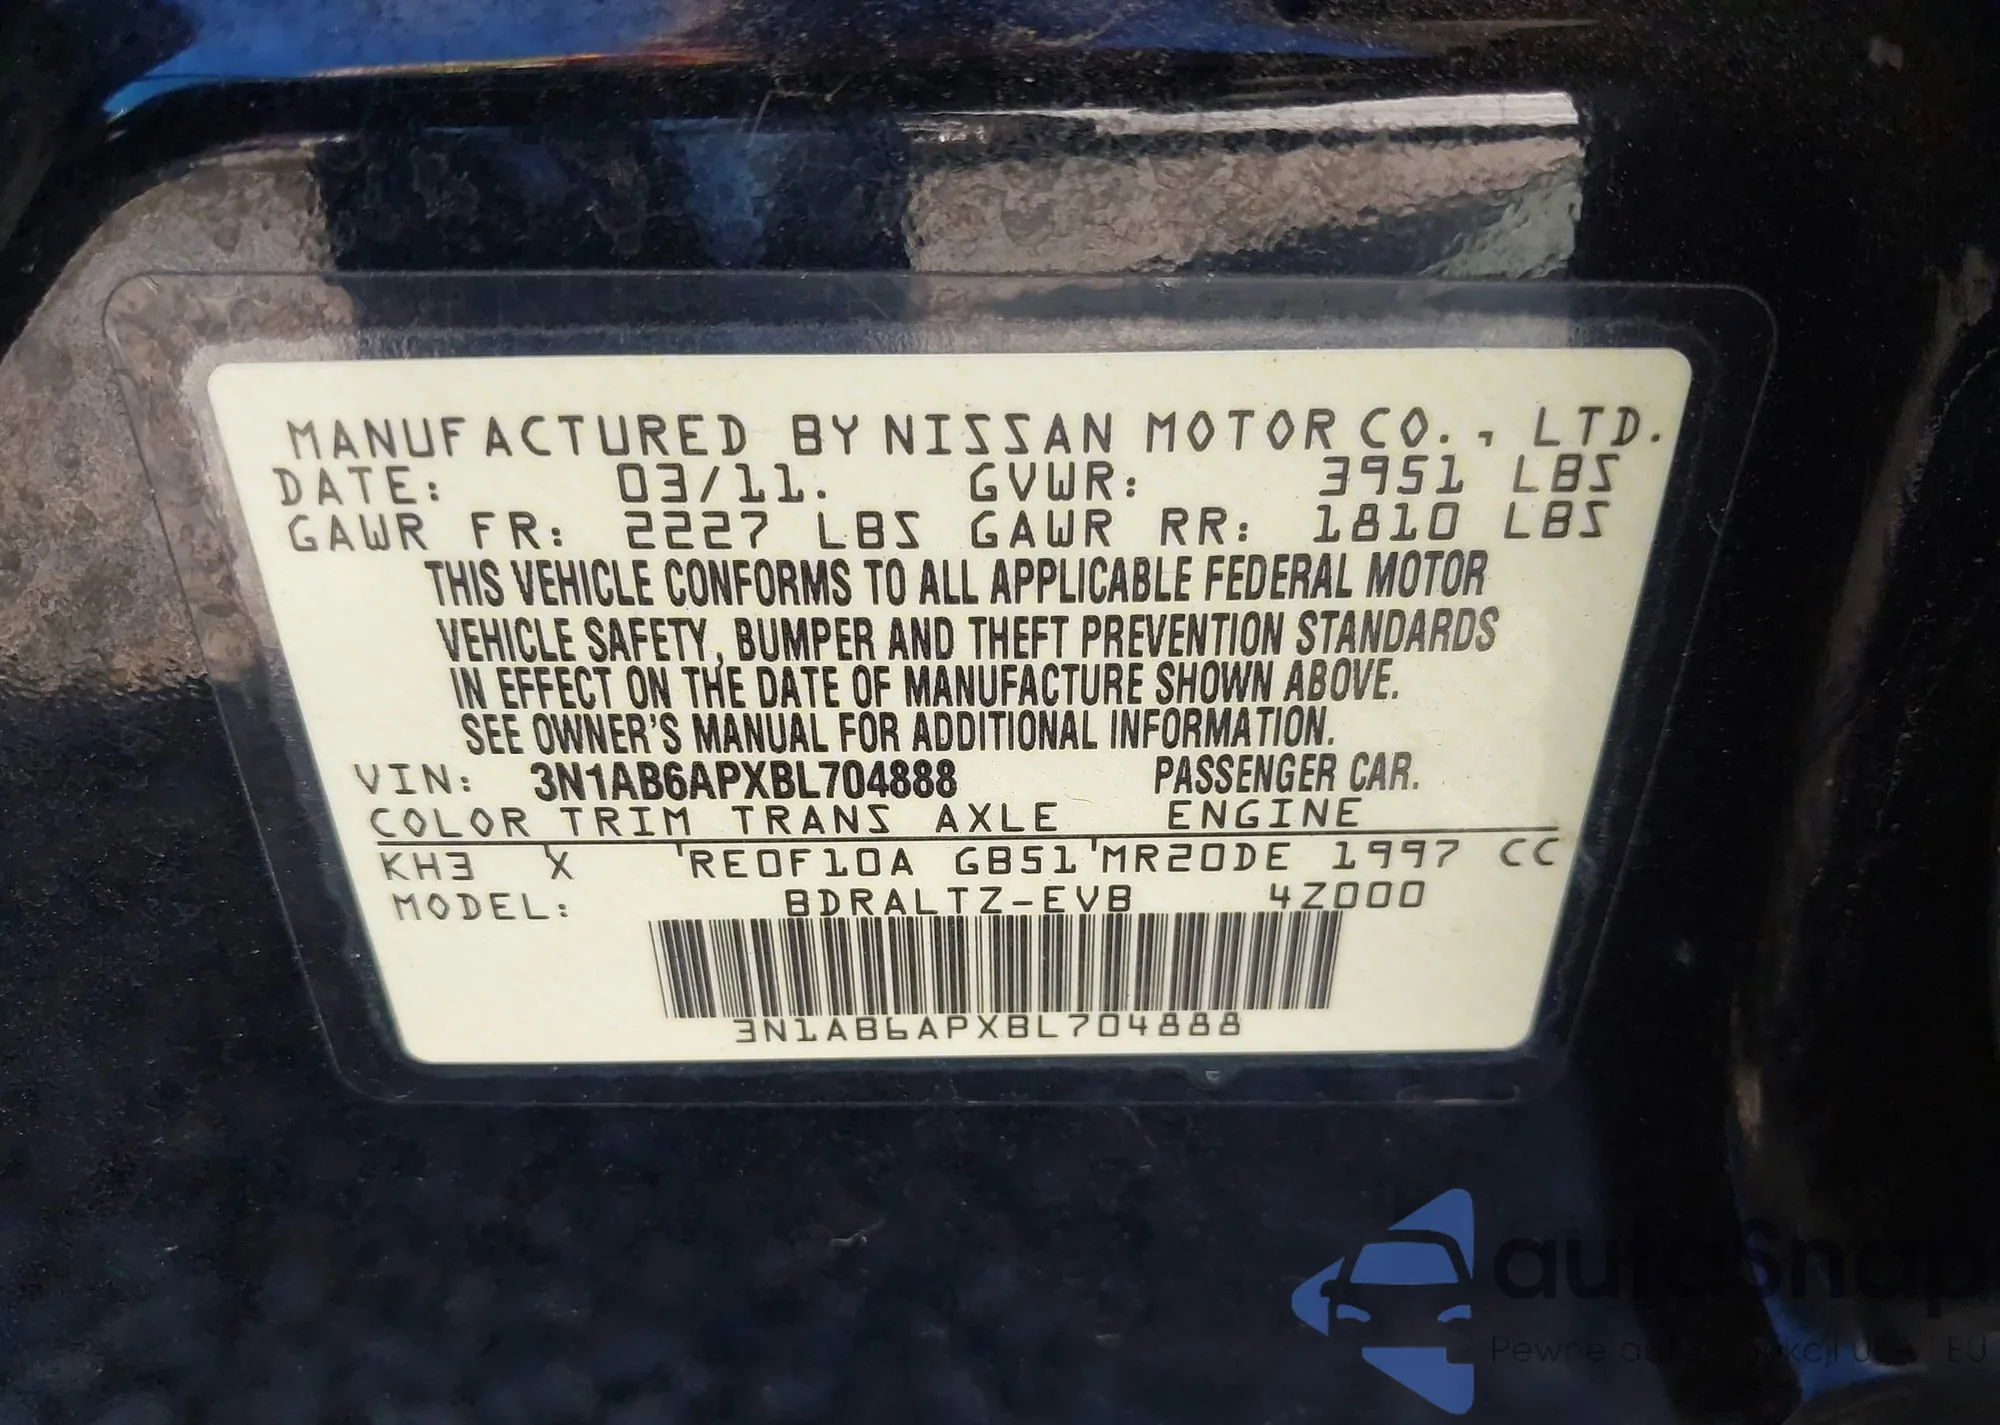 MANUFACTURED BY NISSAN MOTOR CO., LTD.
DATE: 03/11. GVWR: 3951 LBS
GAWR FR: 2227 LBS GAWR RR: 1810 LBS
THIS VEHICLE CONFORMS TO ALL APPLICABLE FEDERAL MOTOR
VEHICLE SAFETY, BUMPER AND THEFT PREVENTION STANDARDS
IN EFFECT ON THE DATE OF MANUFACTURE SHOWN ABOVE.
SEE OWNER'S MANUAL FOR ADDITIONAL INFORMATION.
VIN: 3N1AB6APXBL704888 PASSENGER CAR.
COLOR TRIM TRANS AXLE ENGINE
KH3 X RE0F10A GB51 MR20DE 1997 CC
MODEL: BDRALTZ-EVB 4Z000
3N1AB6APXBL704888
autoSnap
Pewne EU